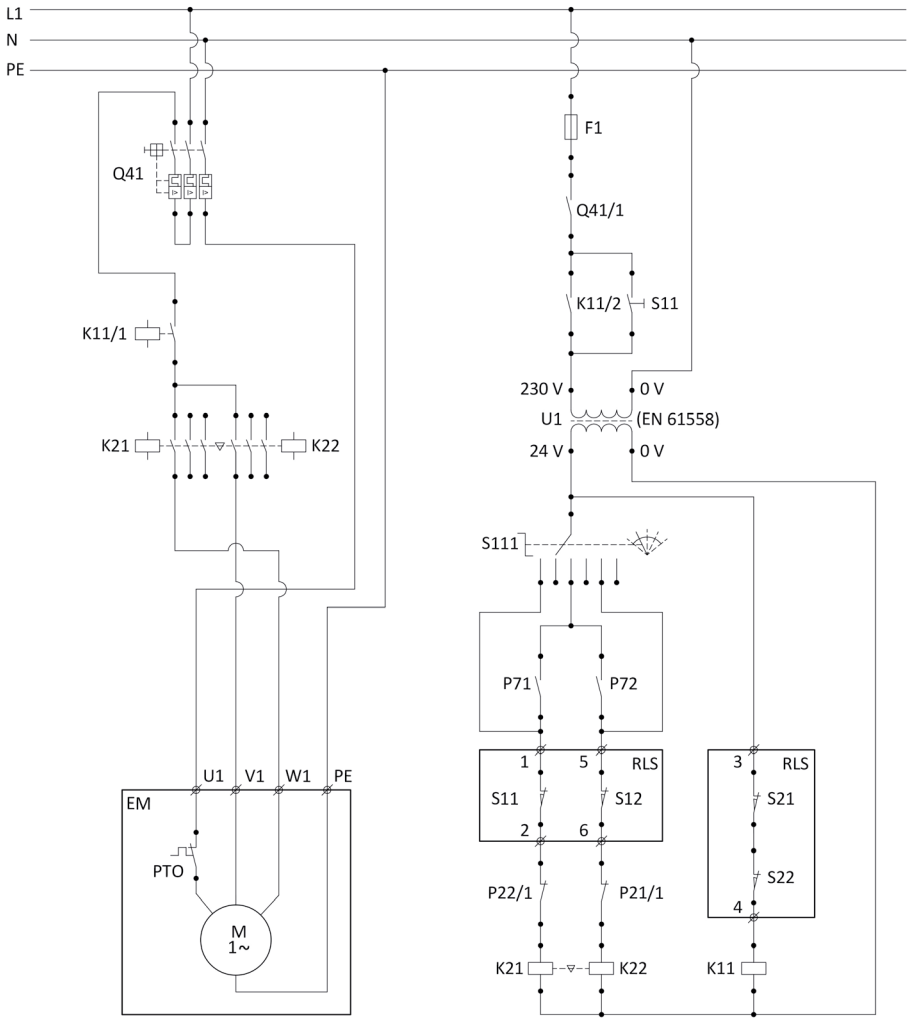 L1
N
PE
F1
Q41
Q41/1
K11/1
K11/2 S11
230 V 0 V
U1 (EN 61558)
24 V 0 V
K21 K22
S111
P71 P72
U1 V1 W1 PE
1 5 RLS
3 RLS
EM
S11 S12
S21
2 6
PTO
S22
P22/1 P21/1
4
M
1~
K21 K22 K11